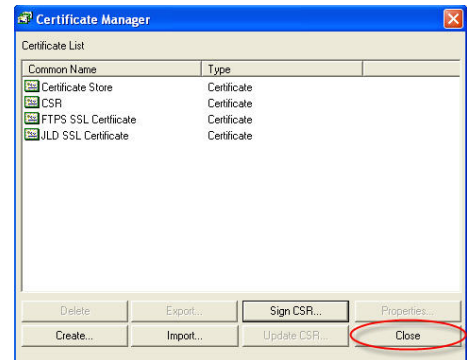 Certificate Manager
Certificate List
Common Name Type
Certificate Store Certificate
CSR Certificate
FTPS SSL Certfiicate Certificate
JLD SSL Certificate Certificate
Delete Export... Sign CSR... Properties...
Create... Import... Update CSR... Close